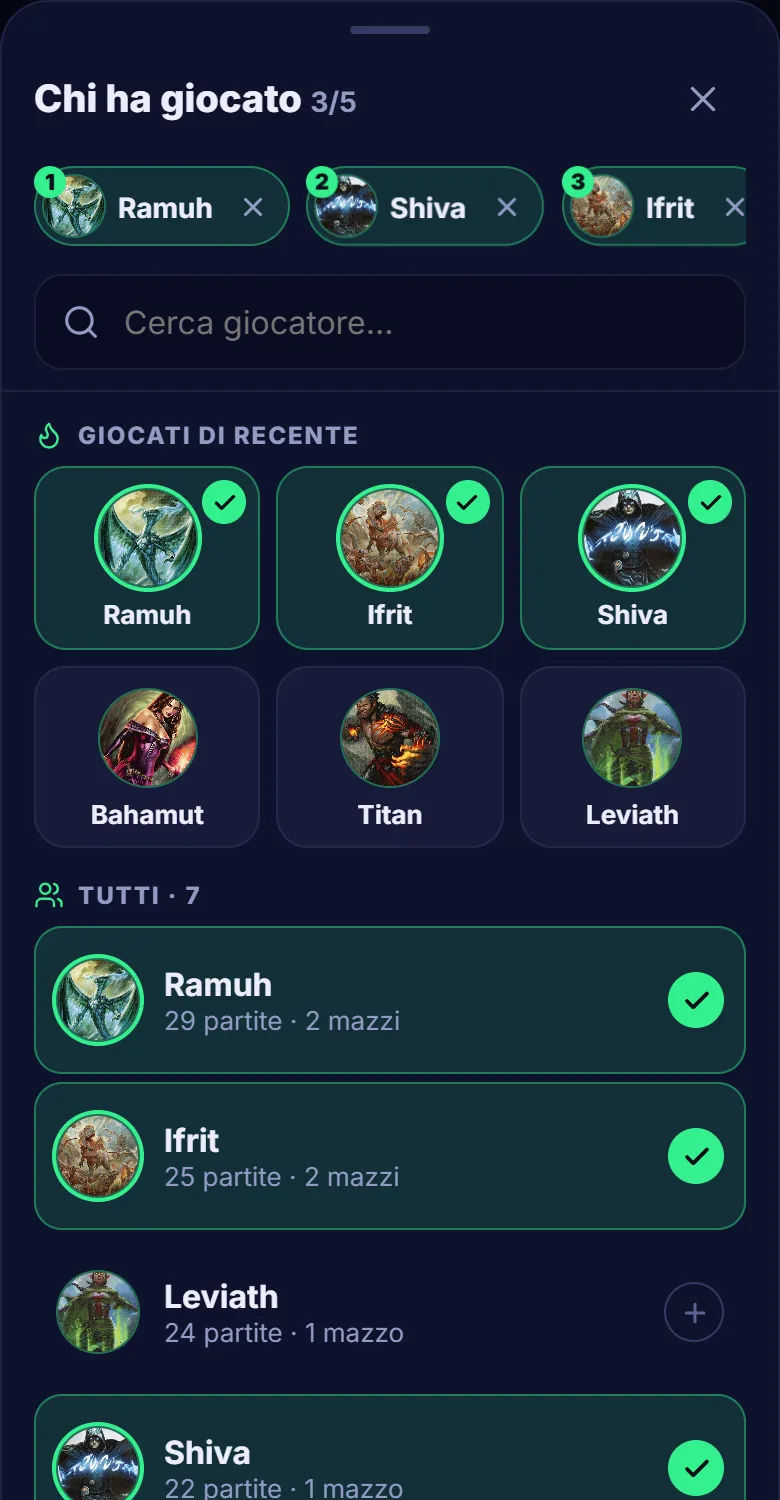 Chi ha giocato 3/5
1 Ramuh 2 Shiva 3 Ifrit
Cerca giocatore...
GIOCATI DI RECENTE
Ramuh Ifrit Shiva
Bahamut Titan Leviath
TUTTI · 7
Ramuh
29 partite · 2 mazzi
Ifrit
25 partite · 2 mazzi
Leviath
24 partite · 1 mazzo
Shiva
22 partite · 1 mazzo